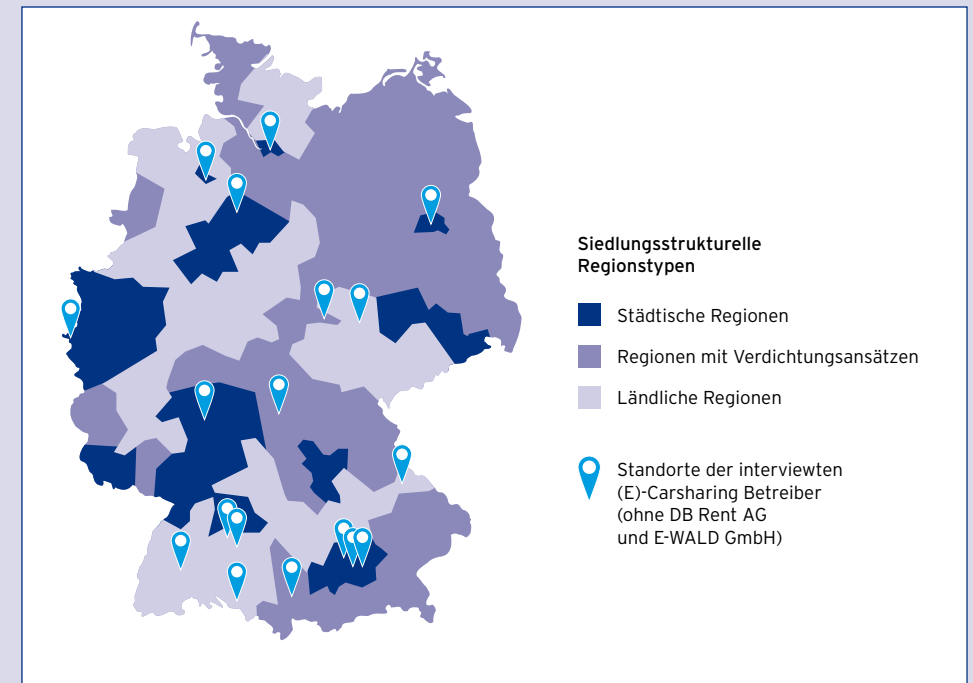 Siedlungsstrukturelle
Regionstypen
Städtische Regionen
Regionen mit Verdichtungsansätzen
Ländliche Regionen
Standorte der interviewten
(E)-Carsharing Betreiber
(ohne DB Rent AG
und E-WALD GmbH)